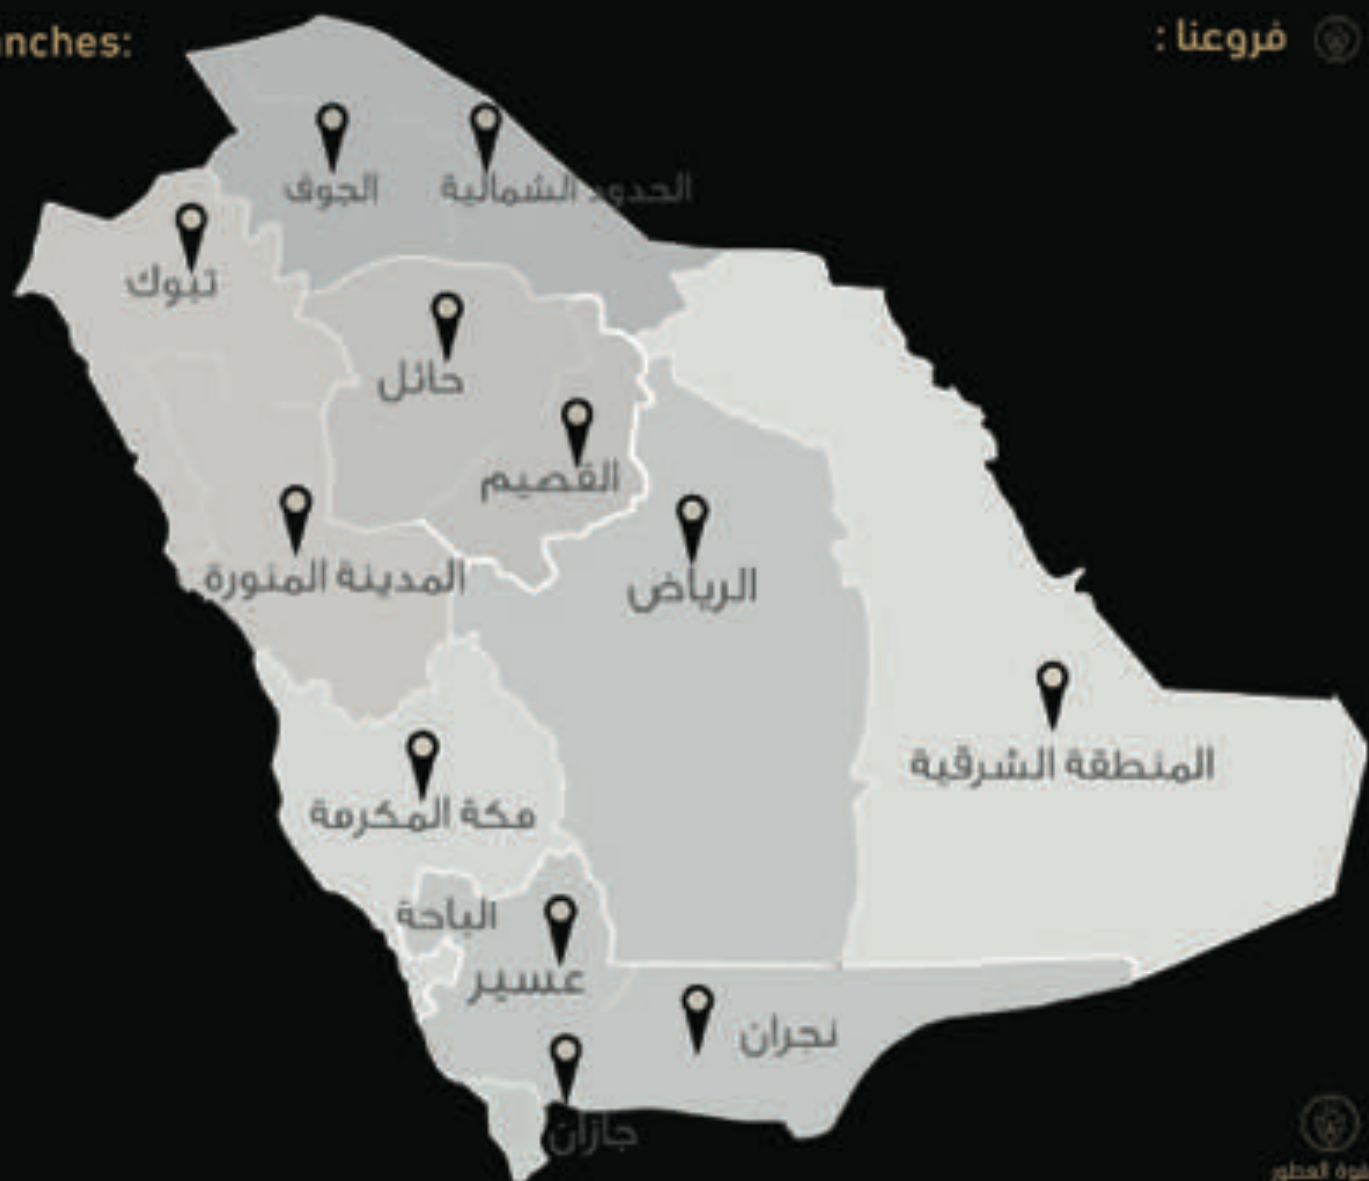 فروعنا :
nches:
الجوف
الحدود الشمالية
تبوك
حائل
القصيم
المدينة المنورة
الرياض
المنطقة الشرقية
مكة المكرمة
الباحة
عسير
نجران
جازان
العطور